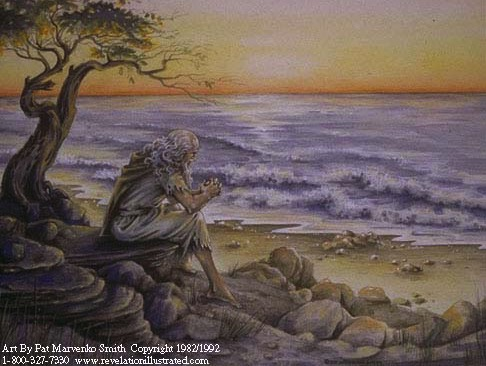 Art By Pat Marvenko Smith Copyright 1982/1992
1-800-327-7330 www.revelationillustrated.com